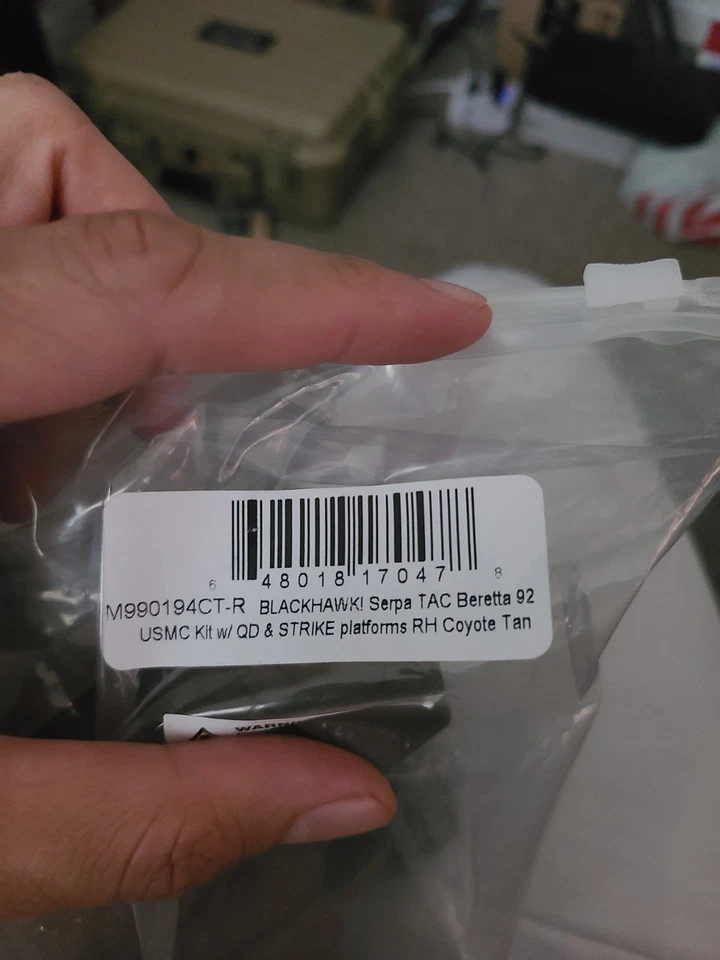 6 48018 17047 8
M990194CT-R BLACKHAWK! Serpa TAC Beretta 92
USMC Kit w/ QD & STRIKE platforms RH Coyote Tan